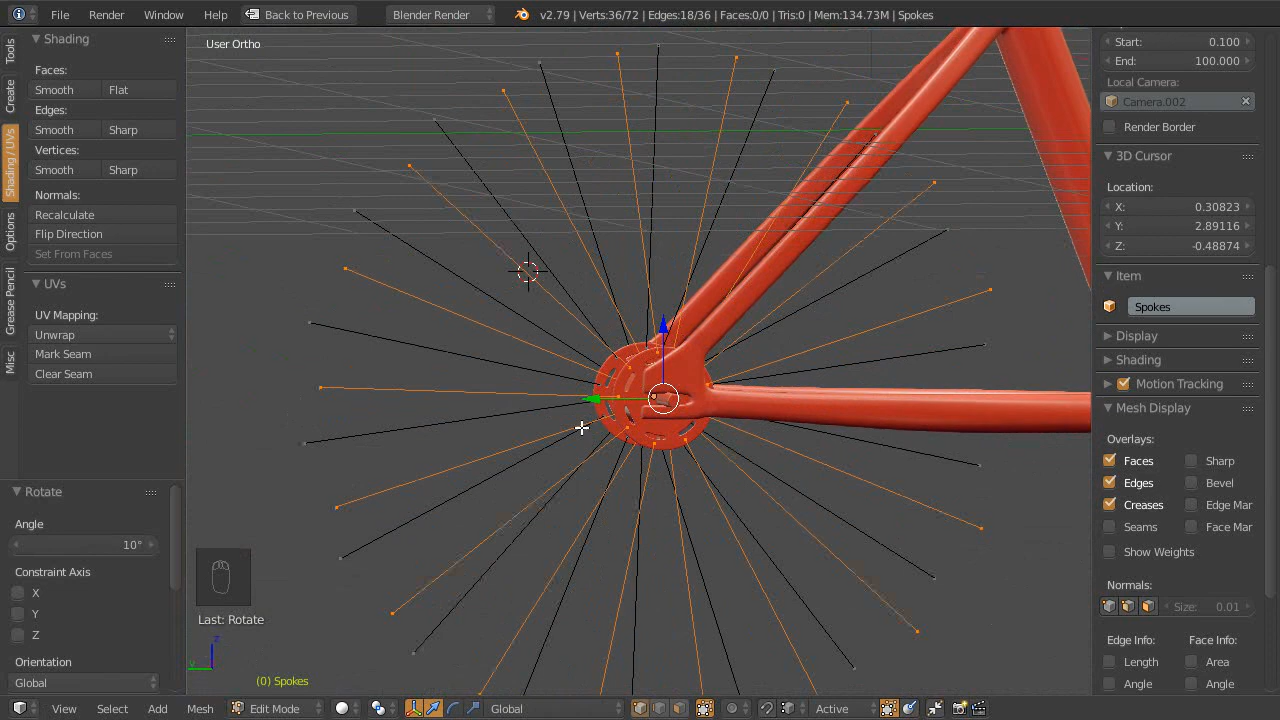 File Render Window Help Back to Previous Blender Render v2.79 | Verts:36/72 | Edges:18/36 | Faces:0/0 | Tris:0 | Mem:134.73M | Spokes
Tools
Create
Shading / UVs
Options
Grease Pencil
Misc
Shading
Faces:
Smooth Flat
Edges:
Smooth Sharp
Vertices:
Smooth Sharp
Normals:
Recalculate
Flip Direction
Set From Faces
UVs
UV Mapping:
Unwrap
Mark Seam
Clear Seam
Rotate
Angle
10°
Constraint Axis
X
Y
Z
Orientation
Global
User Ortho
Last: Rotate
z
y
(0) Spokes
Start: 0.100
End: 100.000
Local Camera:
Camera.002
Render Border
3D Cursor
Location:
X: 0.30823
Y: 2.89116
Z: -0.48874
Item
Spokes
Display
Shading
Motion Tracking
Mesh Display
Overlays:
Faces Sharp
Edges Bevel
Creases Edge Mar
Seams Face Mar
Show Weights
Normals:
Size: 0.01
Edge Info: Face Info:
Length Area
Angle Angle
View Select Add Mesh Edit Mode Global Active